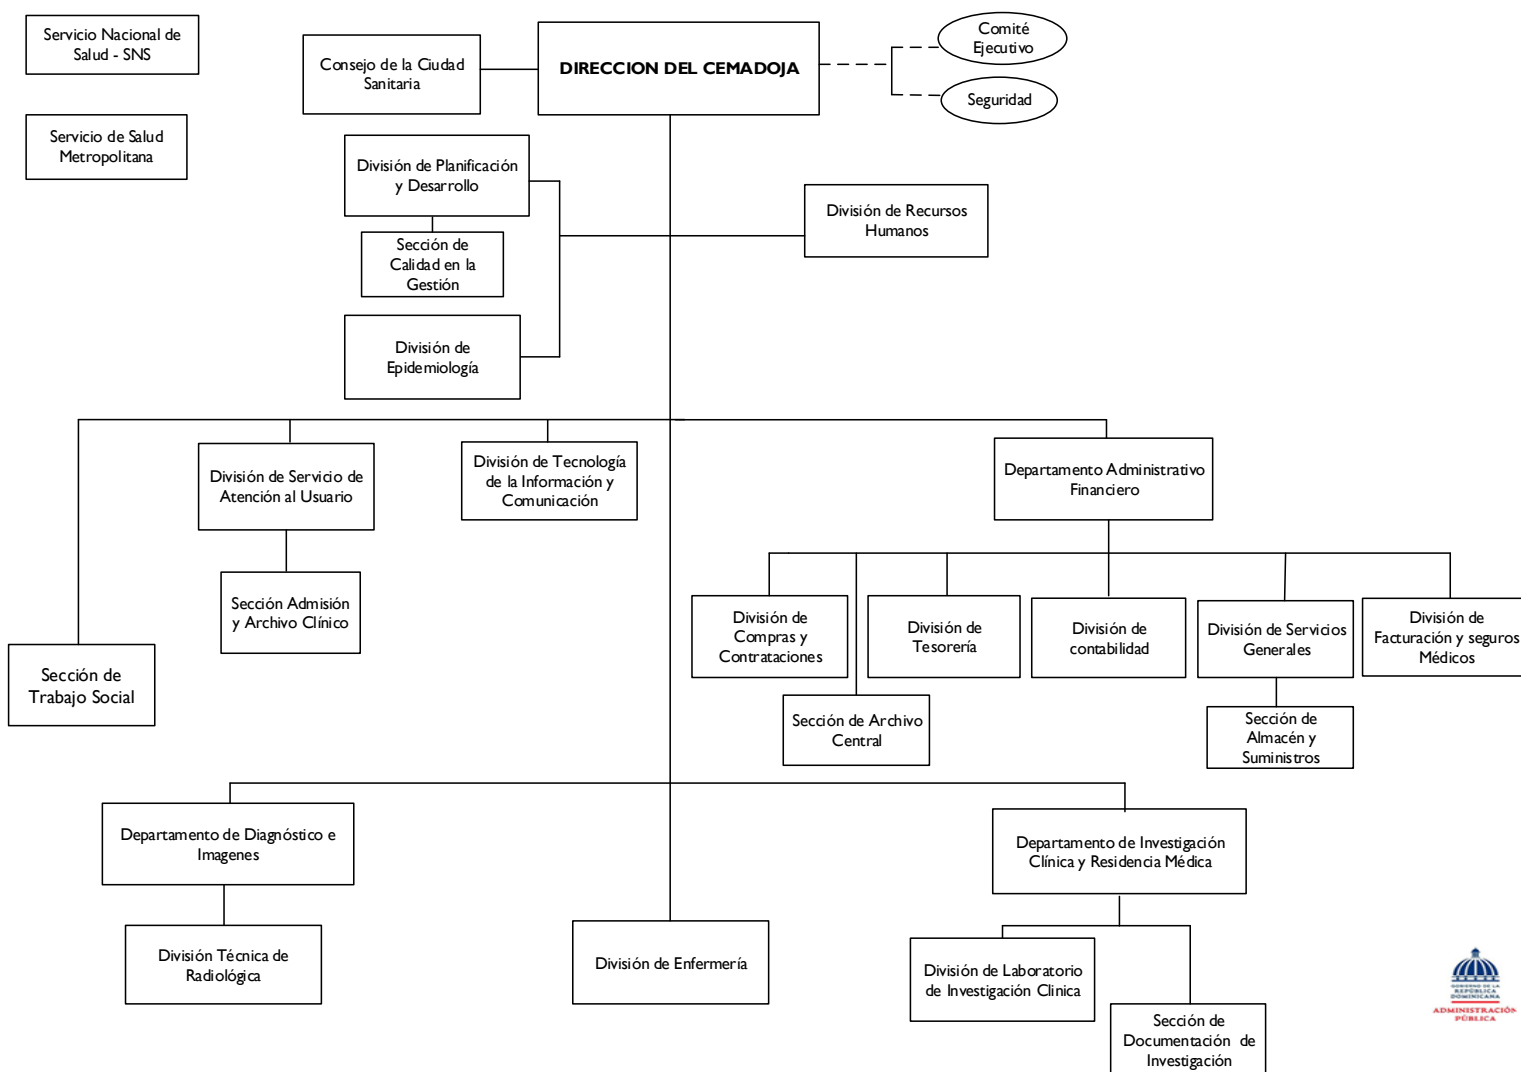 Servicio Nacional de
Salud - SNS
Consejo de la Ciudad
Sanitaria
DIRECCION DEL CEMADOJA
Comité
Ejecutivo
Seguridad
Servicio de Salud
Metropolitana
División de Planificación
y Desarrollo
División de Recursos
Humanos
Sección de
Calidad en la
Gestión
División de
Epidemiología
División de Servicio de
Atención al Usuario
División de Tecnología
de la Información y
Comunicación
Departamento Administrativo
Financiero
Sección Admisión
y Archivo Clínico
Sección de
Trabajo Social
División de
Compras y
Contrataciones
División de
Tesorería
División de
contabilidad
División de Servicios
Generales
División de
Facturación y seguros
Médicos
Sección de Archivo
Central
Sección de
Almacén y
Suministros
Departamento de Diagnóstico e
Imagenes
Departamento de Investigación
Clínica y Residencia Médica
División Técnica de
Radiológica
División de Enfermería
División de Laboratorio
de Investigación Clinica
Sección de
Documentación de
Investigación
GOBIERNO DE LA
REPÚBLICA
DOMINICANA
ADMINISTRACIÓN
PÚBLICA